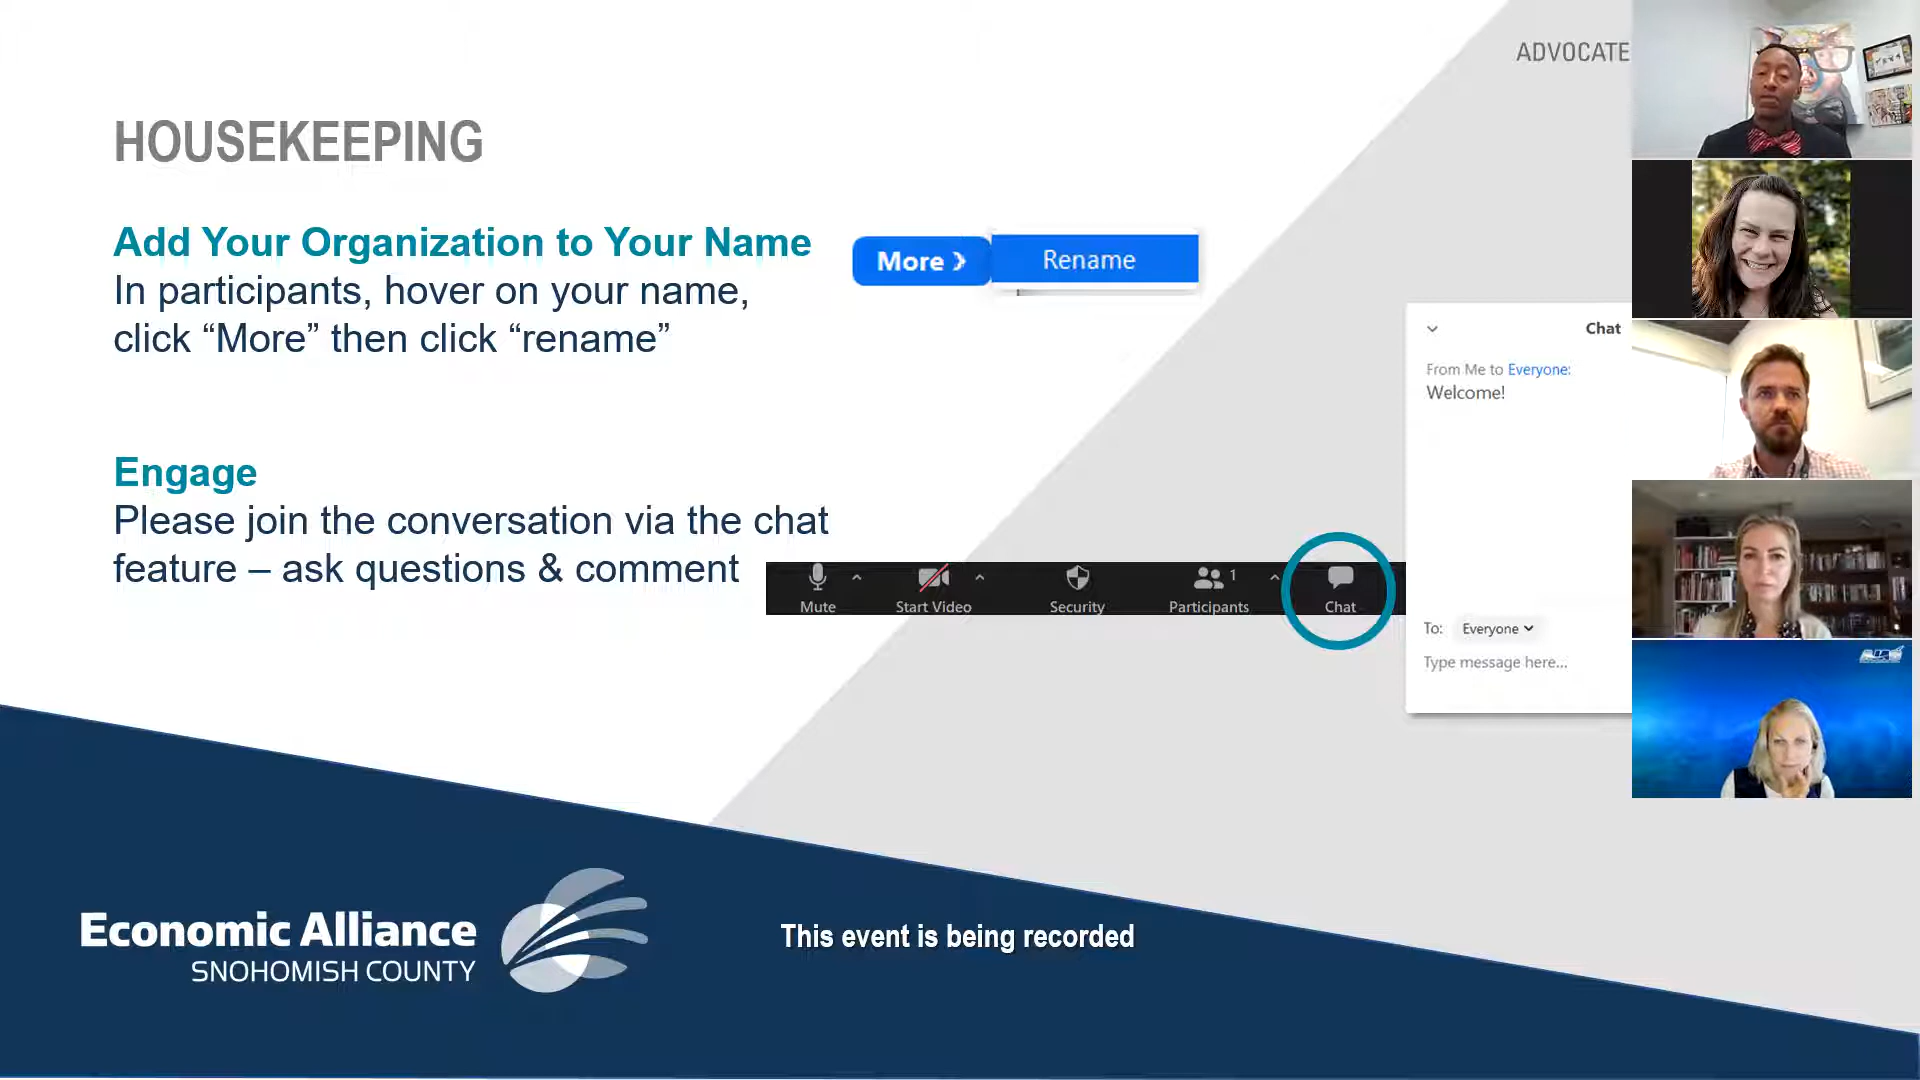 ADVOCATE
HOUSEKEEPING
Add Your Organization to Your Name
In participants, hover on your name,
click “More” then click “rename”
More ❯
Rename
Engage
Please join the conversation via the chat
feature – ask questions & comment
Mute
Start Video
Security
1
Participants
Chat
Chat
From Me to Everyone:
Welcome!
To: Everyone
Type message here...
Economic Alliance
SNOHOMISH COUNTY
This event is being recorded